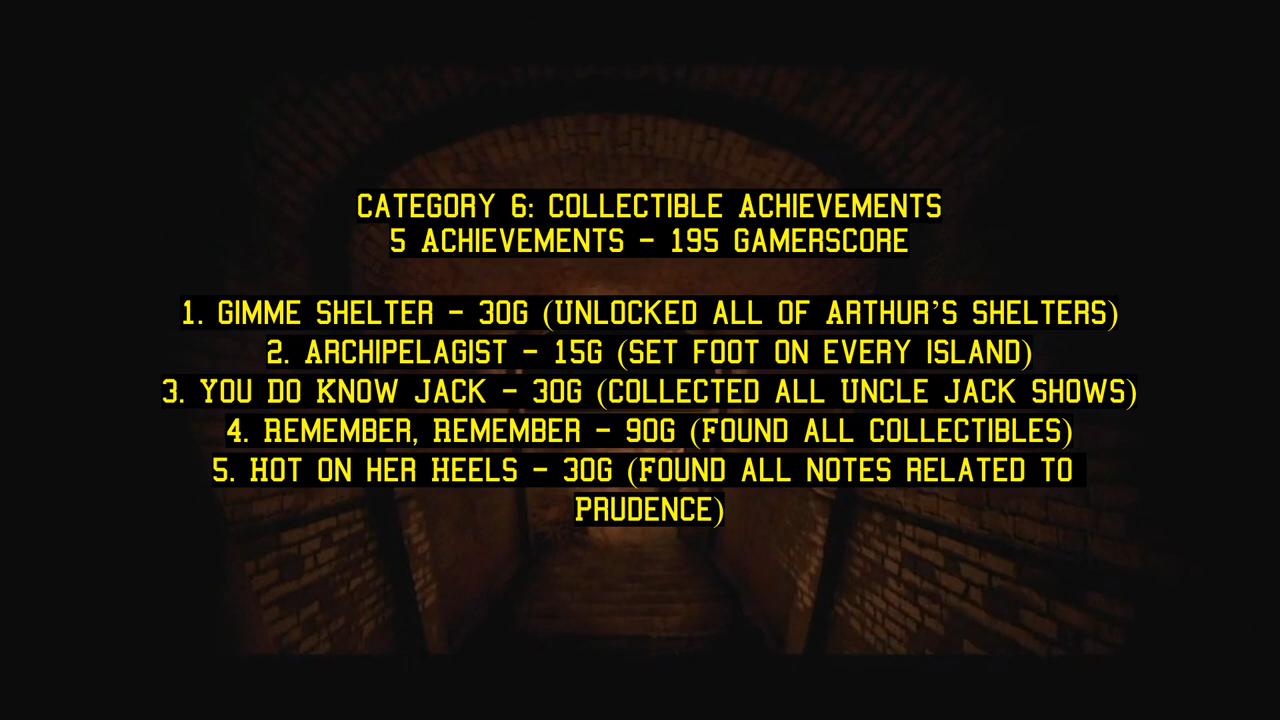 CATEGORY 6: COLLECTIBLE ACHIEVEMENTS
5 ACHIEVEMENTS - 195 GAMERSCORE
1. GIMME SHELTER - 30G (UNLOCKED ALL OF ARTHUR’S SHELTERS)
2. ARCHIPELAGIST - 15G (SET FOOT ON EVERY ISLAND)
3. YOU DO KNOW JACK - 30G (COLLECTED ALL UNCLE JACK SHOWS)
4. REMEMBER, REMEMBER - 90G (FOUND ALL COLLECTIBLES)
5. HOT ON HER HEELS - 30G (FOUND ALL NOTES RELATED TO
PRUDENCE)